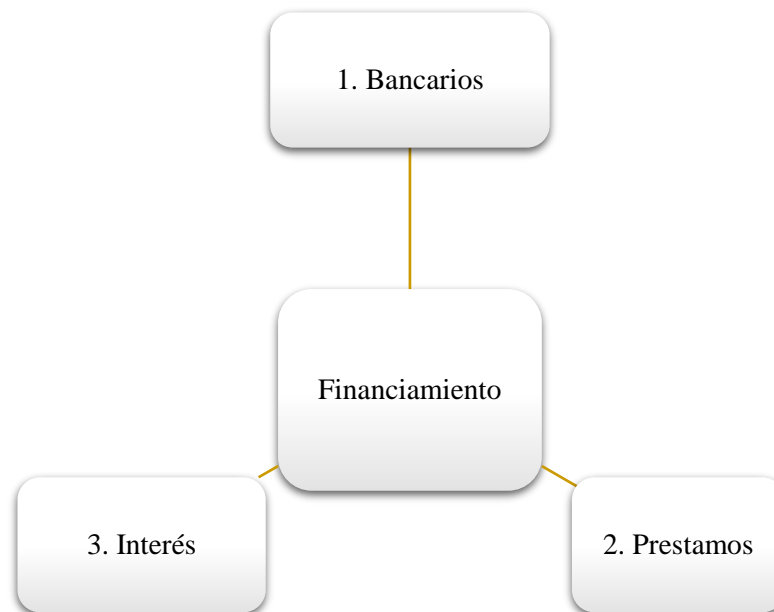 1. Bancarios
Financiamiento
3. Interés
2. Prestamos